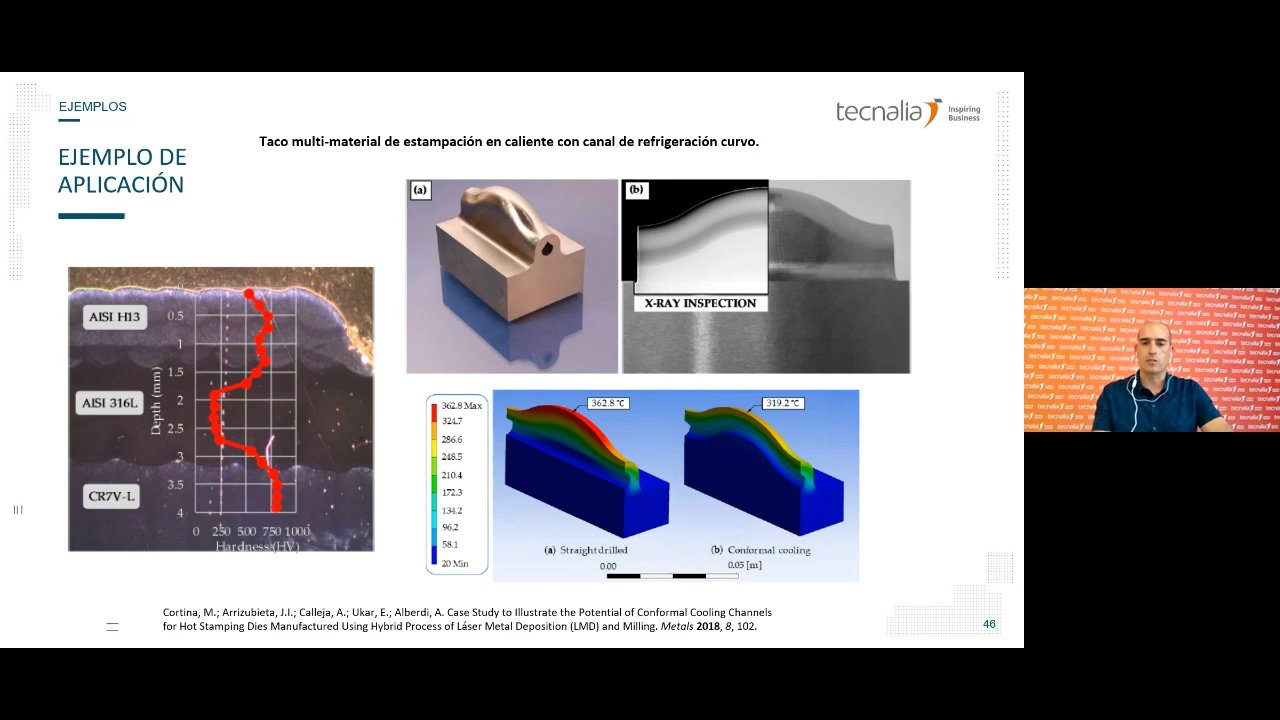 EJEMPLOS
tecnalia Inspiring
Business
EJEMPLO DE
APLICACIÓN
Taco multi-material de estampación en caliente con canal de refrigeración curvo.
(a)
(b)
X-RAY INSPECTION
AISI H13
AISI 316L
CR7V-L
Depth (mm)
0.5
1
1.5
2
2.5
3
3.5
4
0 250 500 750 1000
Hardness (HV)
362.8 Max
324.7
286.6
248.5
210.4
172.3
134.2
96.2
58.1
20 Min
362.8 °C
319.2 °C
(a) Straight drilled
(b) Conformal cooling
0.00 0.05 [m]
Cortina, M.; Arrizubieta, J.I.; Calleja, A.; Ukar, E.; Alberdi, A. Case Study to Illustrate the Potential of Conformal Cooling Channels
for Hot Stamping Dies Manufactured Using Hybrid Process of Láser Metal Deposition (LMD) and Milling. Metals 2018, 8, 102.
46